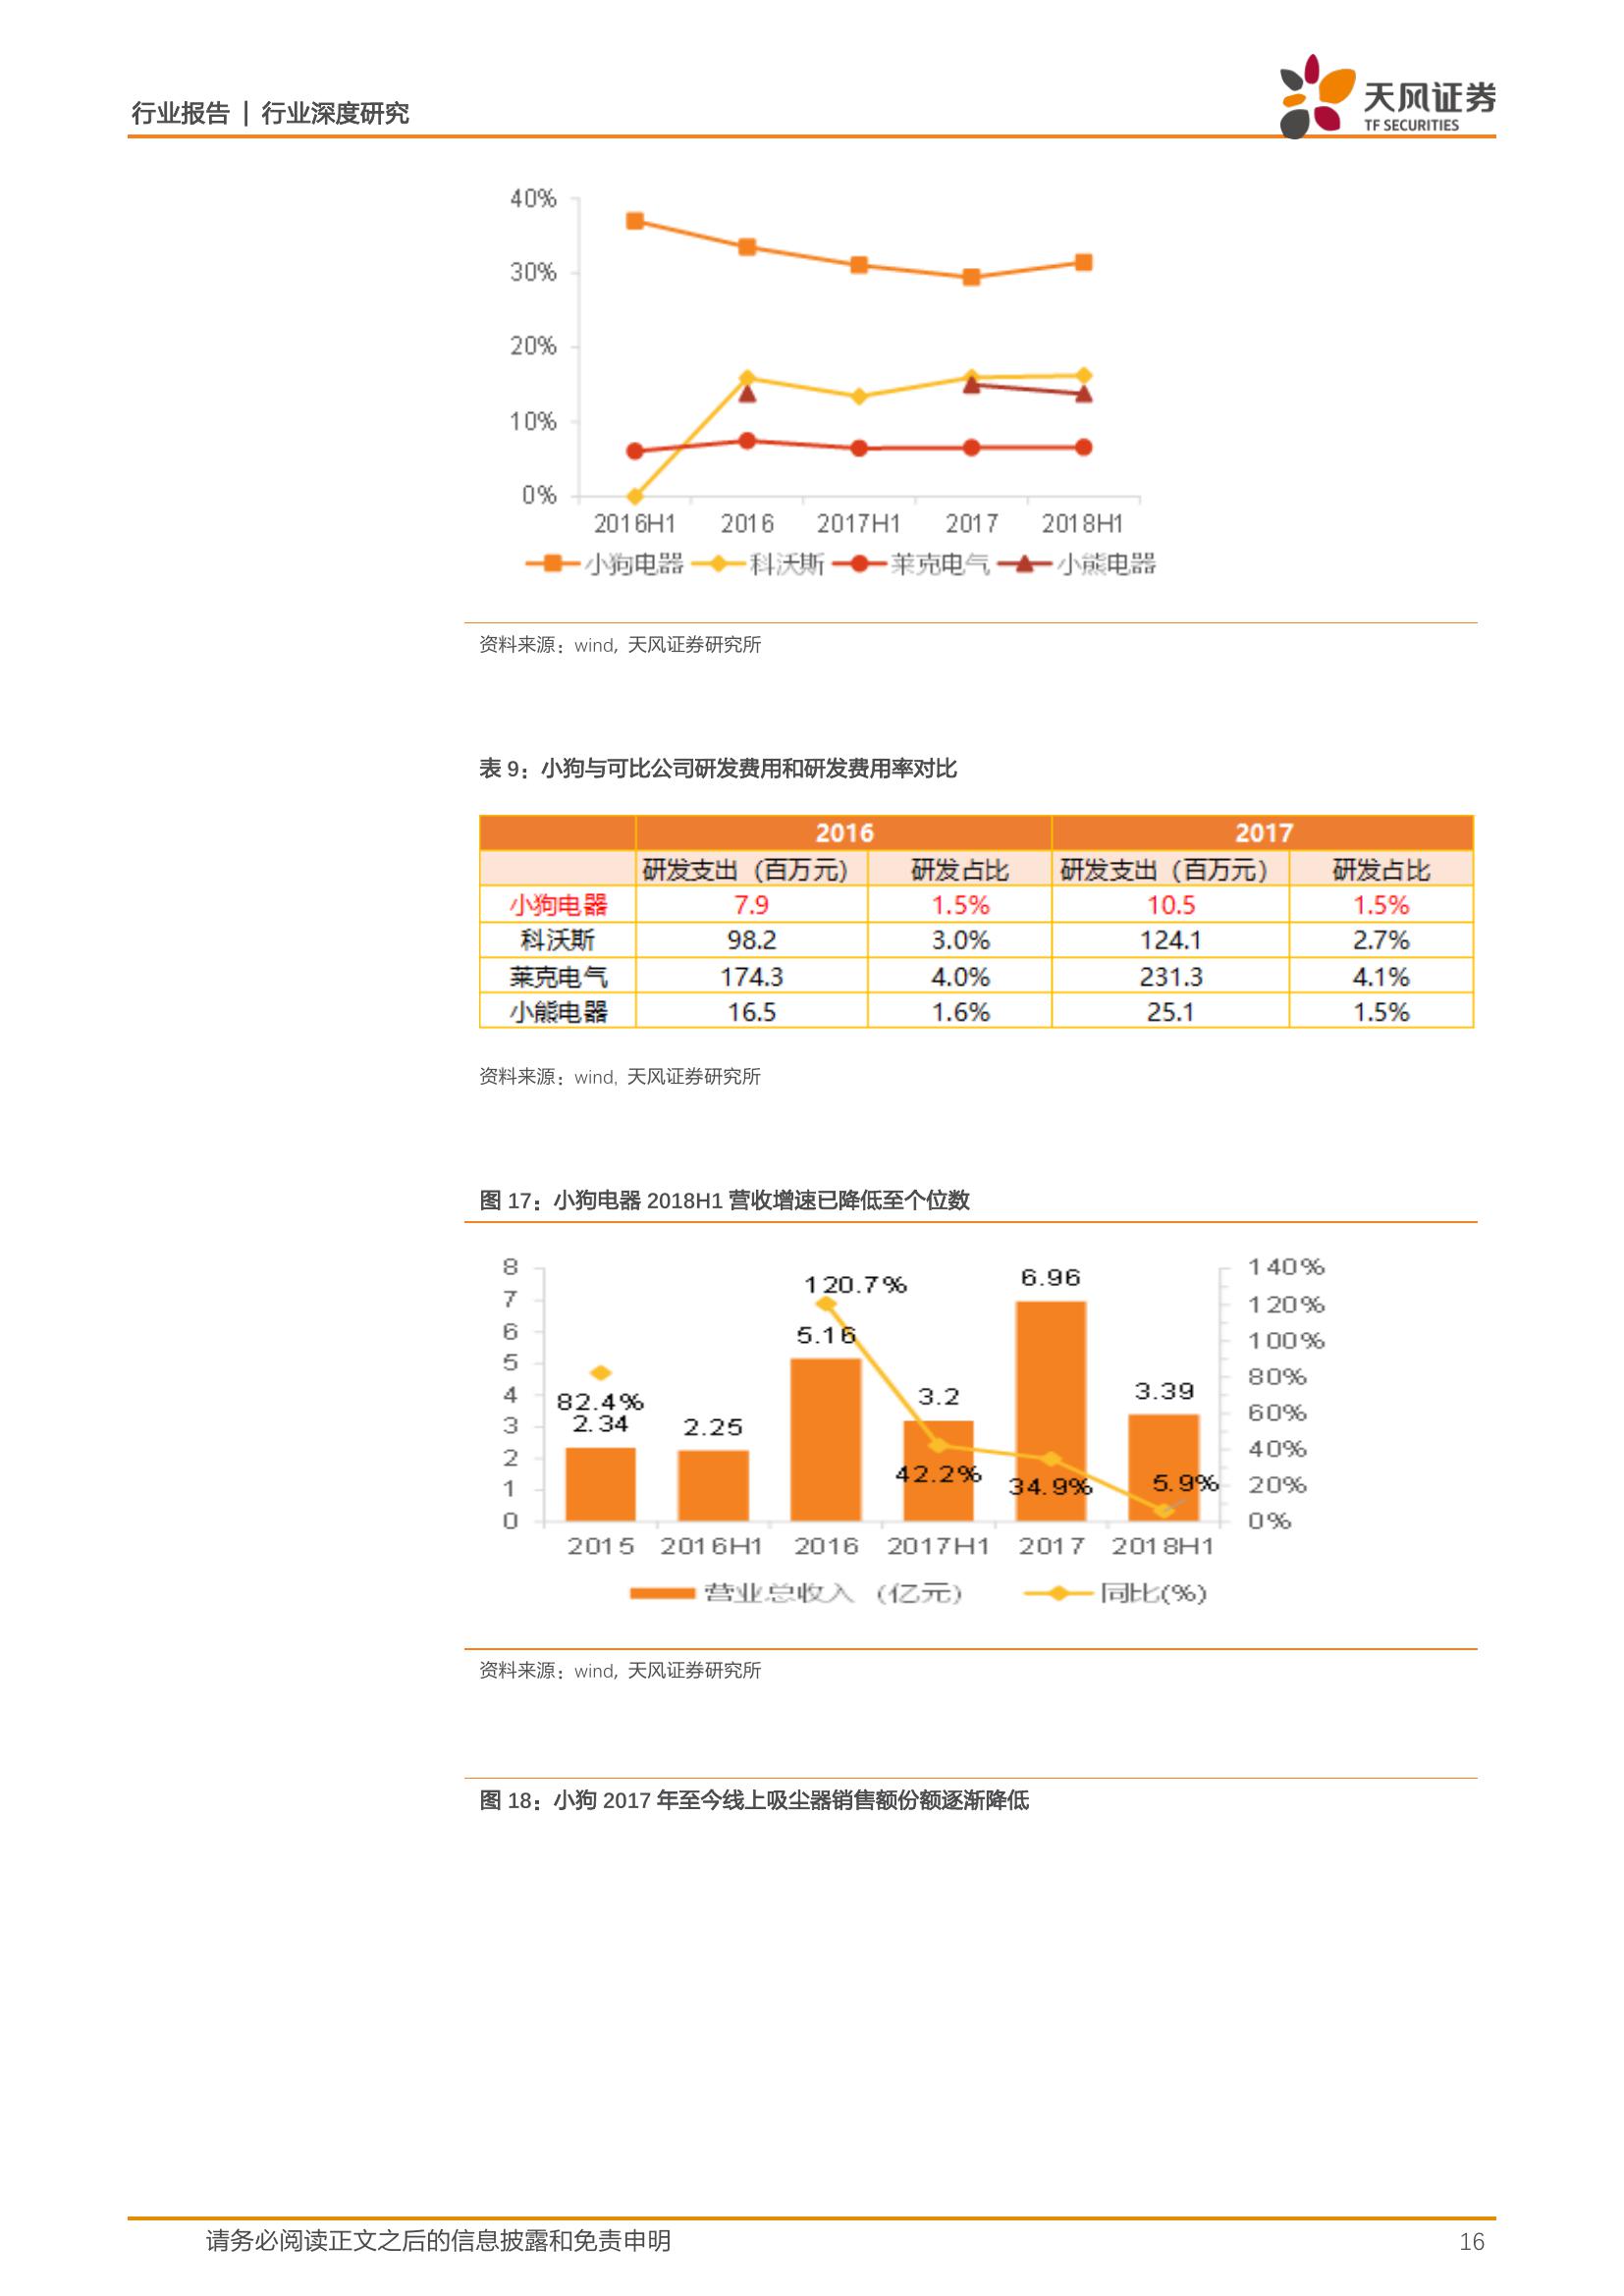 行业报告 | 行业深度研究
天风证券
TF SECURITIES
40%
30%
20%
10%
0%
2016H1 2016 2017H1 2017 2018H1
小狗电器 科沃斯 莱克电气 小熊电器
资料来源：wind, 天风证券研究所
表 9：小狗与可比公司研发费用和研发费用率对比
2016 2017
研发支出（百万元） 研发占比 研发支出（百万元） 研发占比
小狗电器 7.9 1.5% 10.5 1.5%
科沃斯 98.2 3.0% 124.1 2.7%
莱克电气 174.3 4.0% 231.3 4.1%
小熊电器 16.5 1.6% 25.1 1.5%
资料来源：wind, 天风证券研究所
图 17：小狗电器 2018H1 营收增速已降低至个位数
8 140%
7 120%
6 100%
5 80%
4 60%
3 40%
2 20%
1 0%
0
120.7% 6.96
5.16
82.4% 3.2 3.39
2.34 2.25
42.2% 34.9% 5.9%
2015 2016H1 2016 2017H1 2017 2018H1
营业总收入 (亿元) 同比(%)
资料来源：wind, 天风证券研究所
图 18：小狗 2017 年至今线上吸尘器销售额份额逐渐降低
请务必阅读正文之后的信息披露和免责申明 16